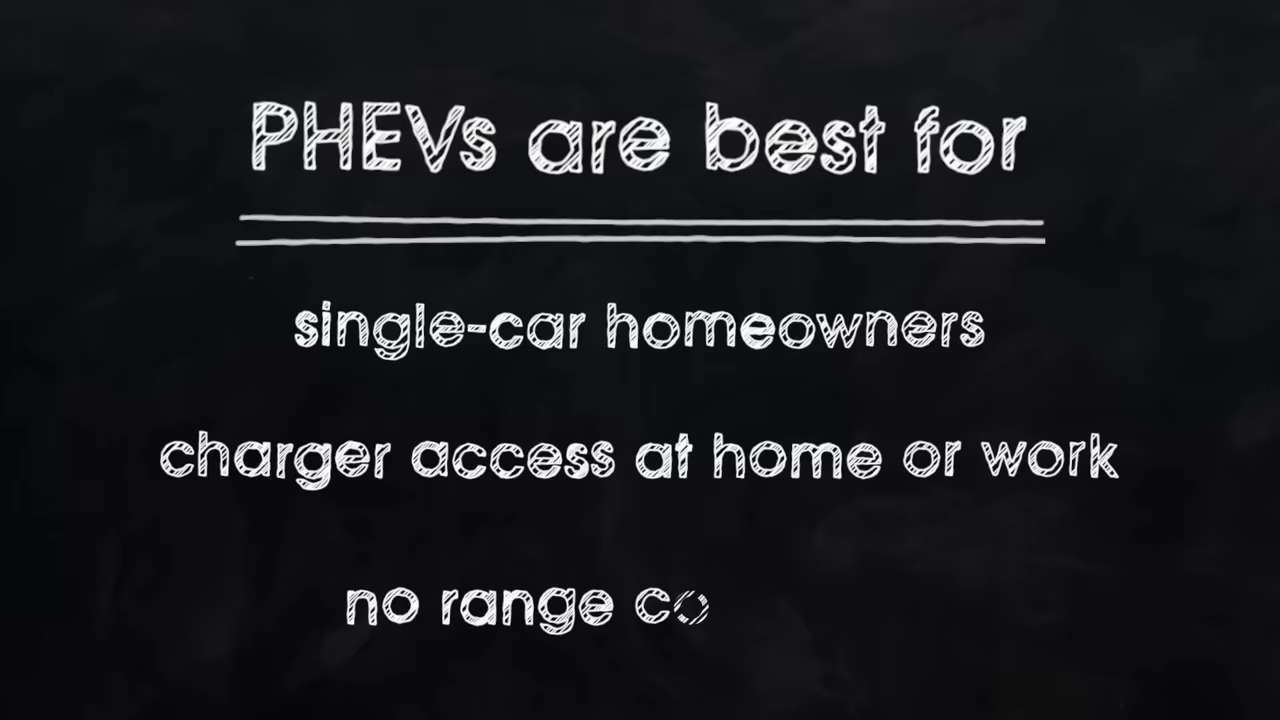 PHEVs are best for
single-car homeowners
charger access at home or work
no range co